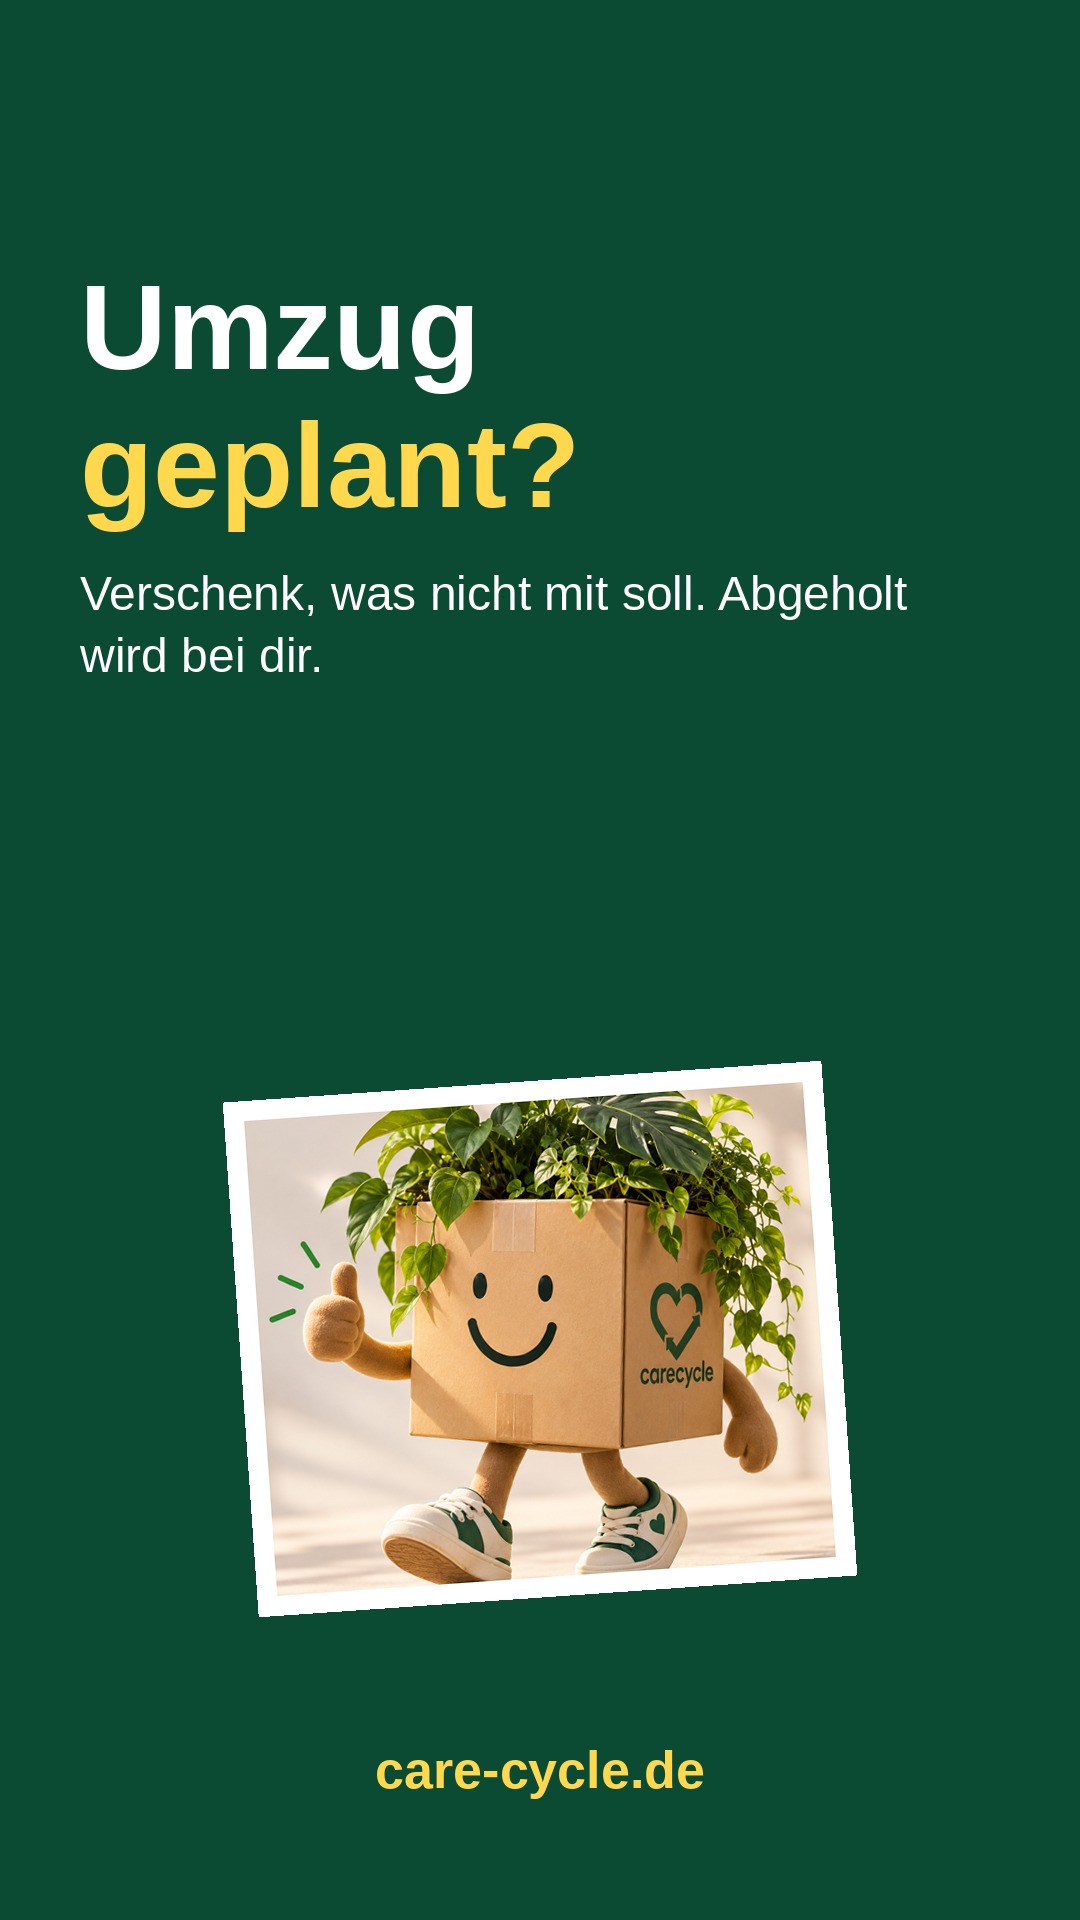 Umzug
geplant?
Verschenk, was nicht mit soll. Abgeholt
wird bei dir.
carecycle
care-cycle.de